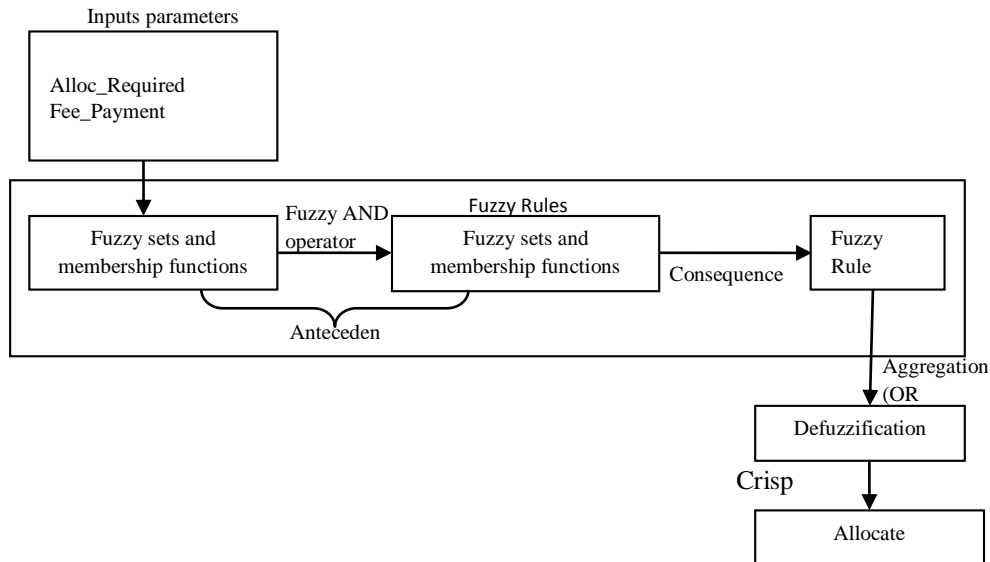 Inputs parameters
Alloc_Required
Fee_Payment
Fuzzy Rules
Fuzzy AND
operator
Fuzzy sets and
membership functions
Fuzzy sets and
membership functions
Consequence
Fuzzy
Rule
Anteceden
Aggregation
(OR
Defuzzification
Crisp
Allocate